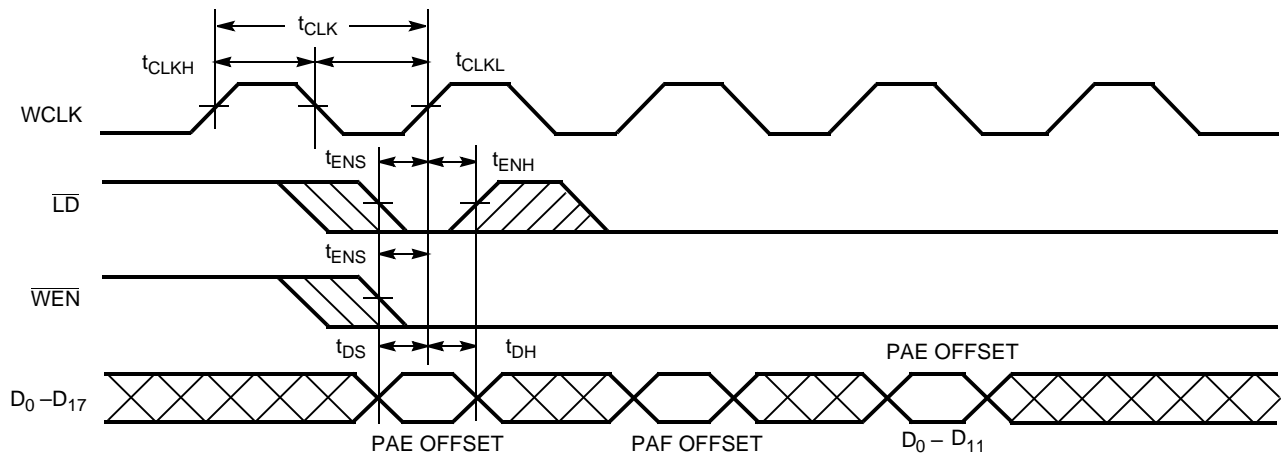 tCLK
tCLKH
tCLKL
WCLK
tENS
tENH
LD
tENS
WEN
tDS
tDH
PAE OFFSET
D0 –D17
PAE OFFSET
PAF OFFSET
D0 – D11